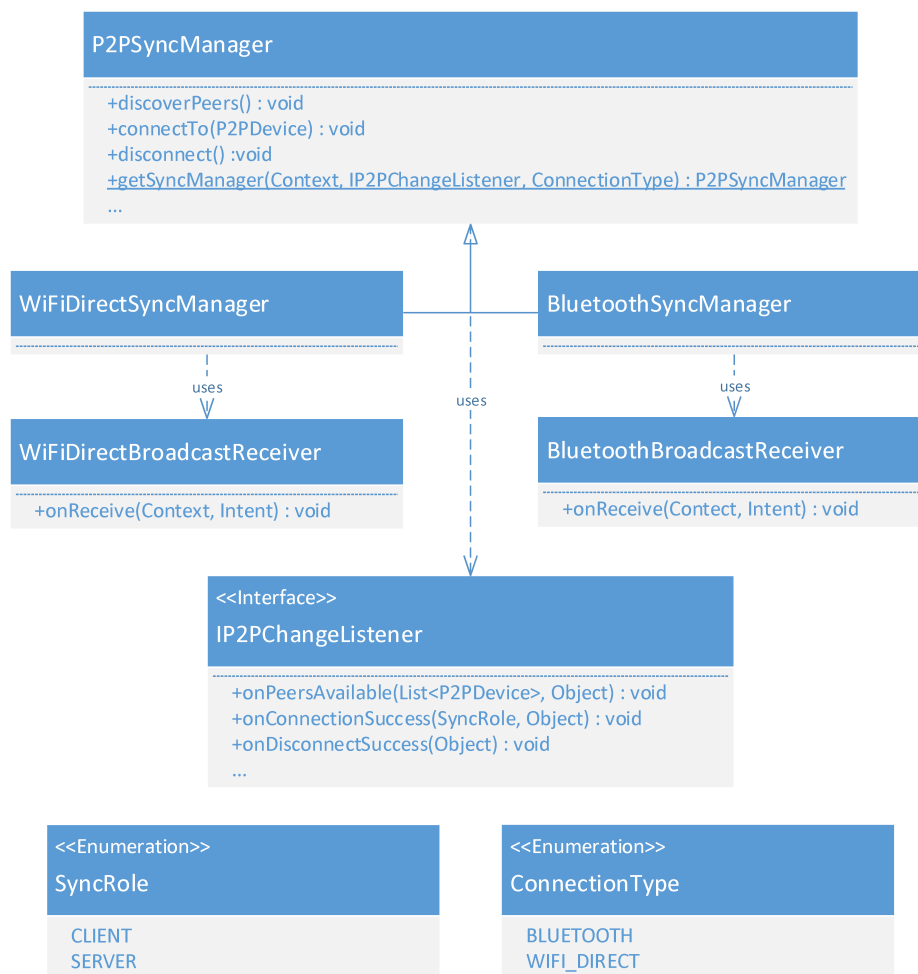 P2PSyncManager
+discoverPeers() : void
+connectTo(P2PDevice) : void
+disconnect() :void
+getSyncManager(Context, IP2PChangeListener, ConnectionType) : P2PSyncManager
...
WiFiDirectSyncManager
BluetoothSyncManager
uses
uses
uses
WiFiDirectBroadcastReceiver
+onReceive(Context, Intent) : void
BluetoothBroadcastReceiver
+onReceive(Contect, Intent) : void
<<Interface>>
IP2PChangeListener
+onPeersAvailable(List<P2PDevice>, Object) : void
+onConnectionSuccess(SyncRole, Object) : void
+onDisconnectSuccess(Object) : void
...
<<Enumeration>>
SyncRole
CLIENT
SERVER
<<Enumeration>>
ConnectionType
BLUETOOTH
WIFI_DIRECT